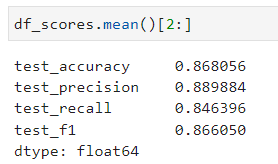 df_scores.mean()[2:]
test_accuracy 0.868056
test_precision 0.889884
test_recall 0.846396
test_f1 0.866050
dtype: float64